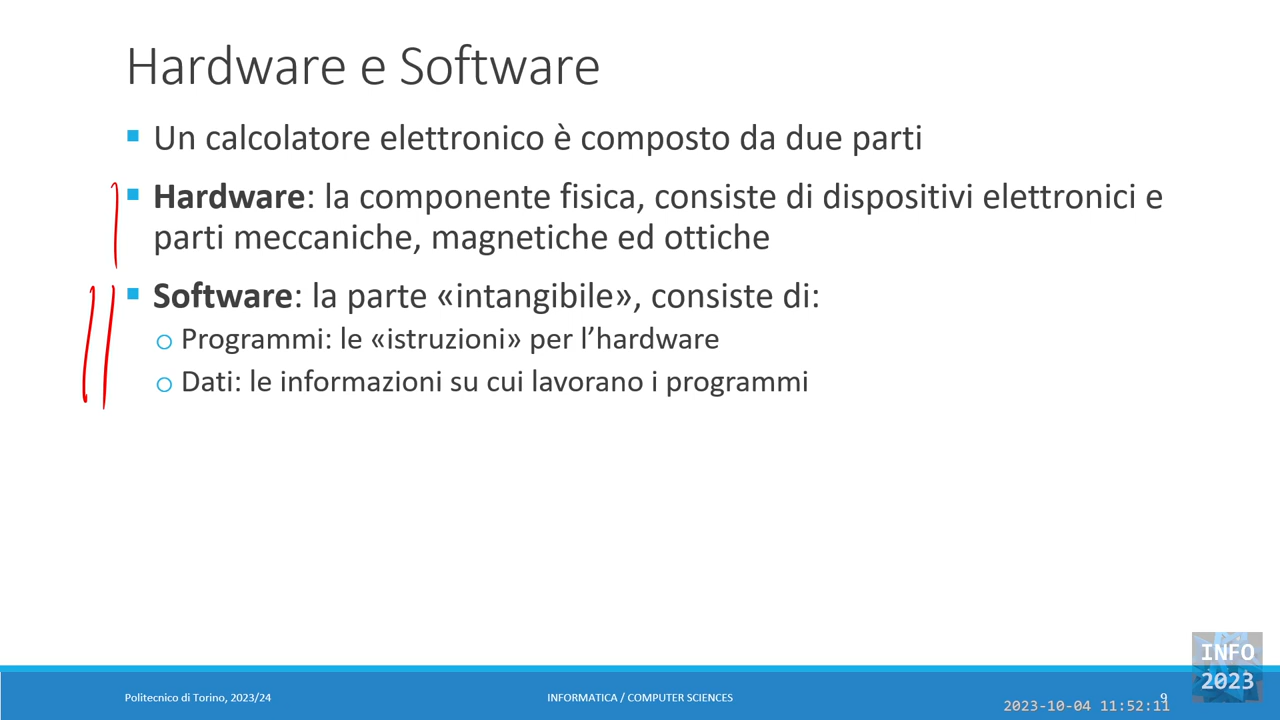 Hardware e Software
Un calcolatore elettronico è composto da due parti
Hardware: la componente fisica, consiste di dispositivi elettronici e
parti meccaniche, magnetiche ed ottiche
Software: la parte «intangibile», consiste di:
Programmi: le «istruzioni» per l’hardware
Dati: le informazioni su cui lavorano i programmi
INFO
2023
Politecnico di Torino, 2023/24
INFORMATICA / COMPUTER SCIENCES
9
2023-10-04 11:52:11